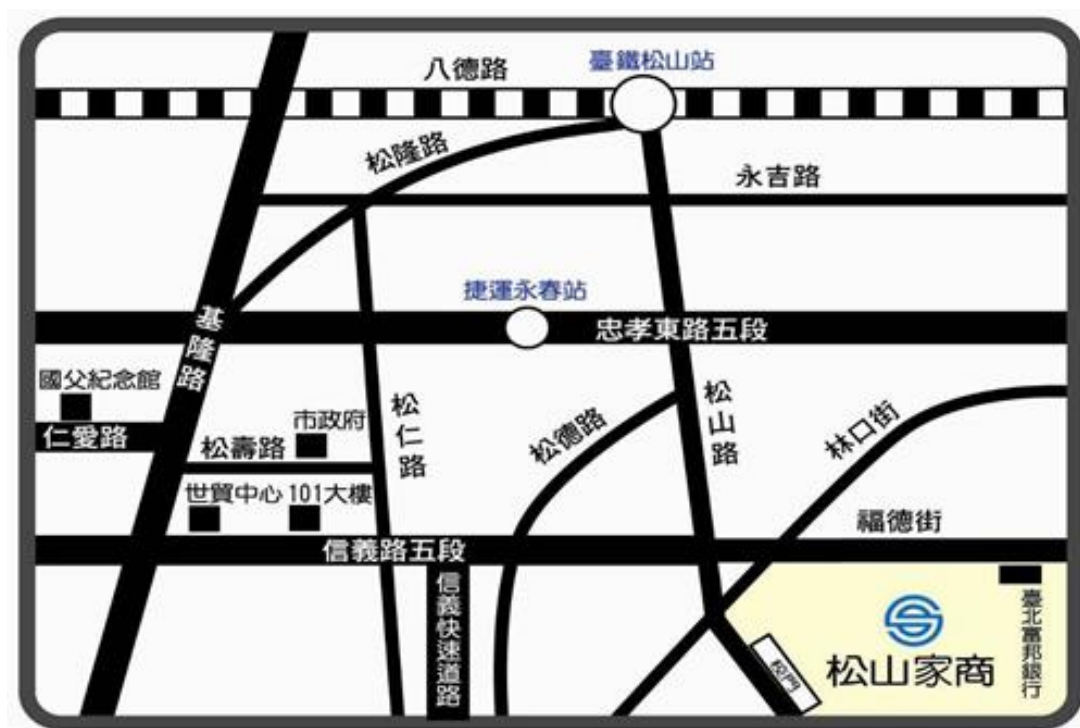 臺鐵松山站
八德路
松隆路
永吉路
捷運永春站
忠孝東路五段
基隆路
國父紀念館
仁愛路
市政府
松壽路
松仁路
松德路
松山路
林口街
世貿中心
101大樓
福德街
信義路五段
信義快速道路
臺北富邦銀行
松山家商
校門